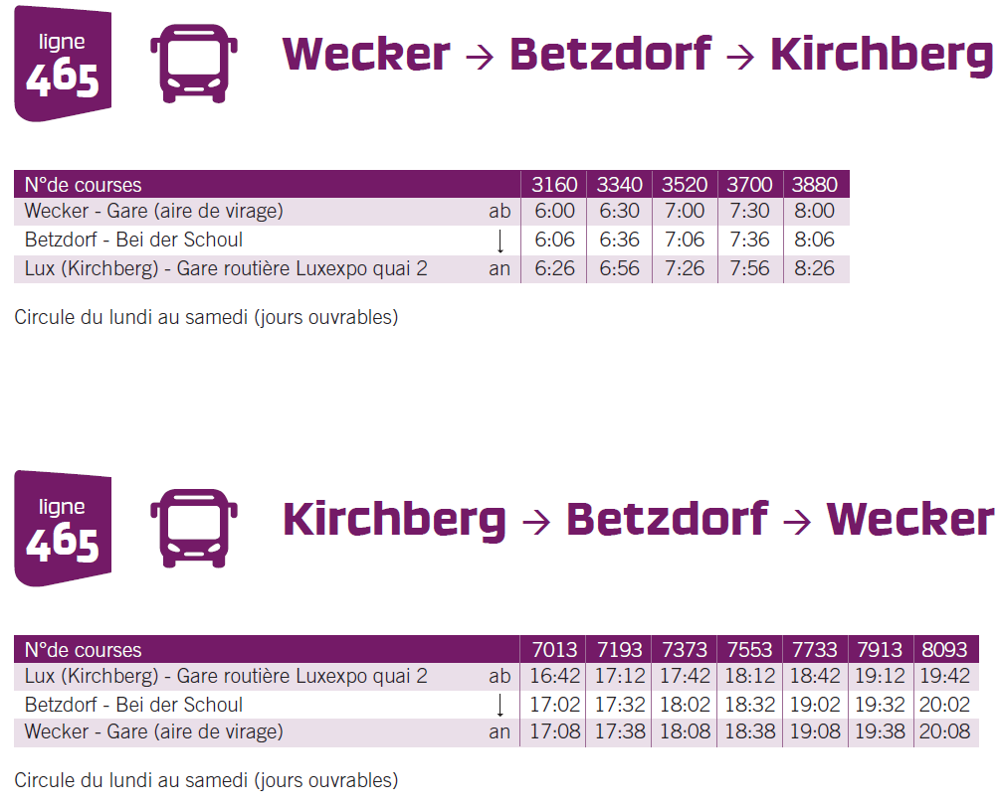 ligne
465
Wecker → Betzdorf → Kirchberg
N°de courses 3160 3340 3520 3700 3880
Wecker - Gare (aire de virage) ab 6:00 6:30 7:00 7:30 8:00
Betzdorf - Bei der Schoul ↓ 6:06 6:36 7:06 7:36 8:06
Lux (Kirchberg) - Gare routière Luxexpo quai 2 an 6:26 6:56 7:26 7:56 8:26
Circule du lundi au samedi (jours ouvrables)
ligne
465
Kirchberg → Betzdorf → Wecker
N°de courses 7013 7193 7373 7553 7733 7913 8093
Lux (Kirchberg) - Gare routière Luxexpo quai 2 ab 16:42 17:12 17:42 18:12 18:42 19:12 19:42
Betzdorf - Bei der Schoul ↓ 17:02 17:32 18:02 18:32 19:02 19:32 20:02
Wecker - Gare (aire de virage) an 17:08 17:38 18:08 18:38 19:08 19:38 20:08
Circule du lundi au samedi (jours ouvrables)